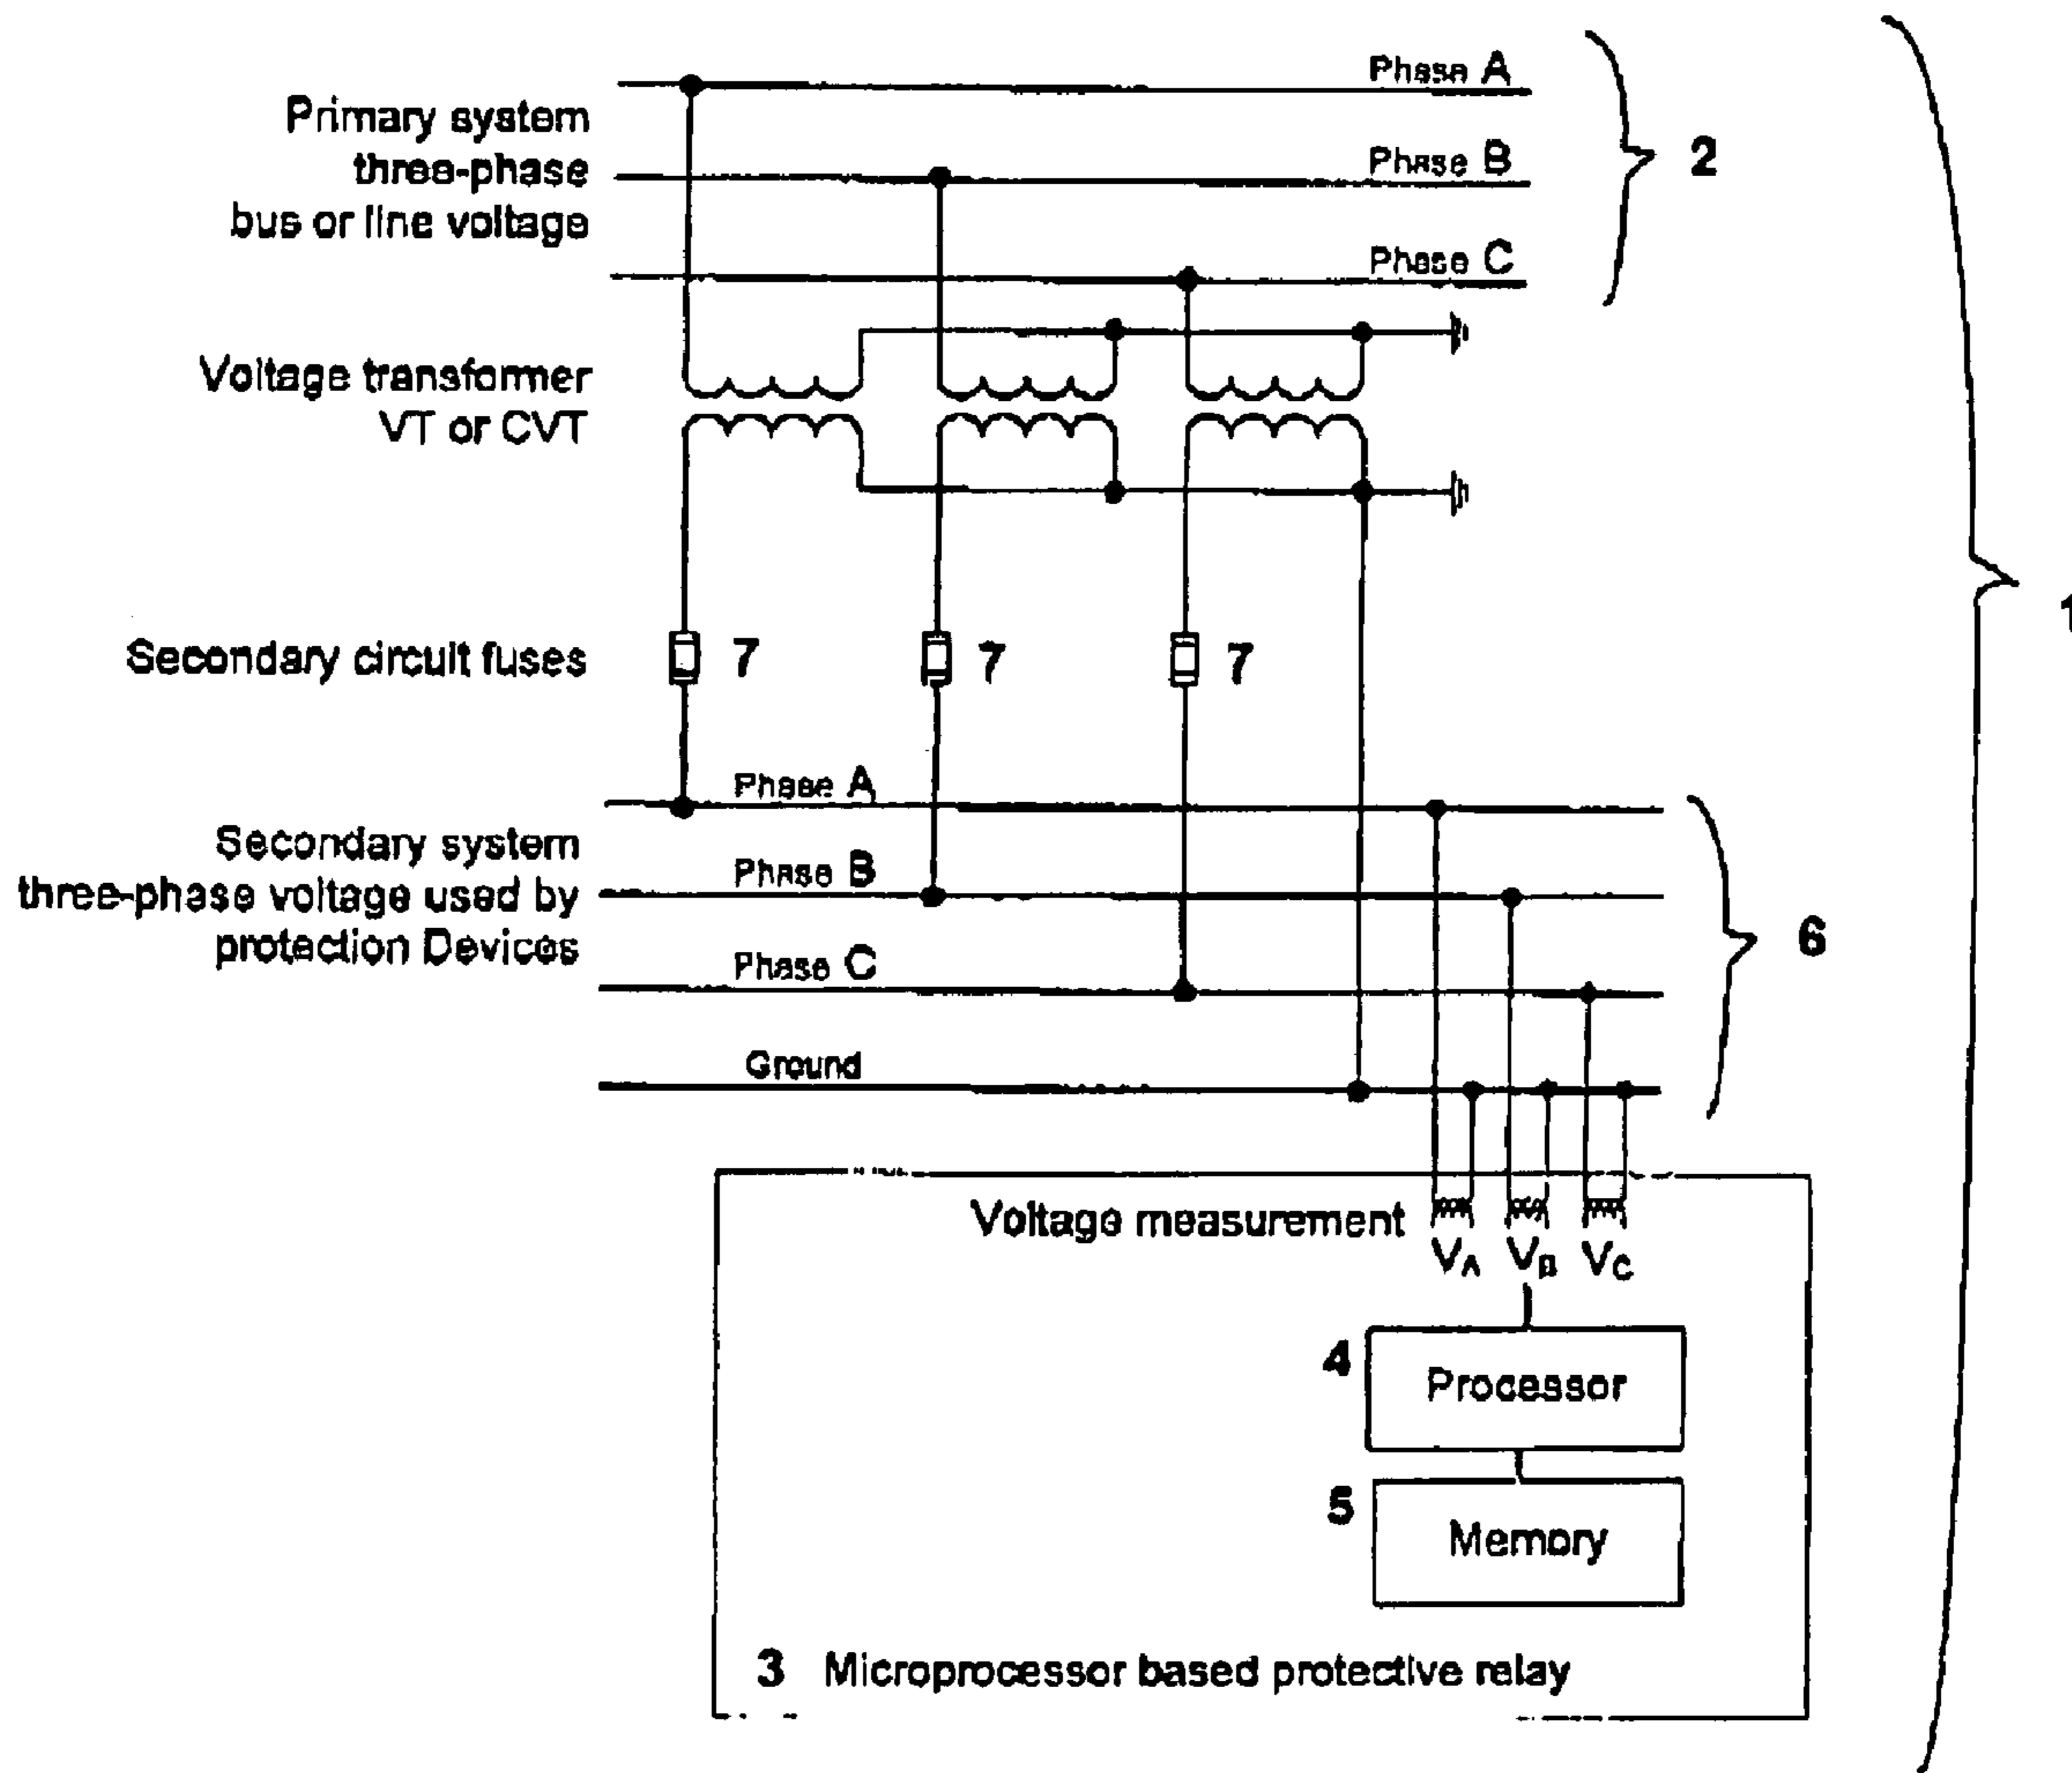 Phase A
Primary system
three-phase
bus or line voltage
Phase B
2
Phase C
Voltage transformer
VT or CVT
1
Secondary circuit fuses
7
7
7
Phase A
Secondary system
three-phase voltage used by
protection Devices
Phase B
6
Phase C
Ground
Voltage measurement
VA VB VC
4
Processor
5
Memory
3 Microprocessor based protective relay